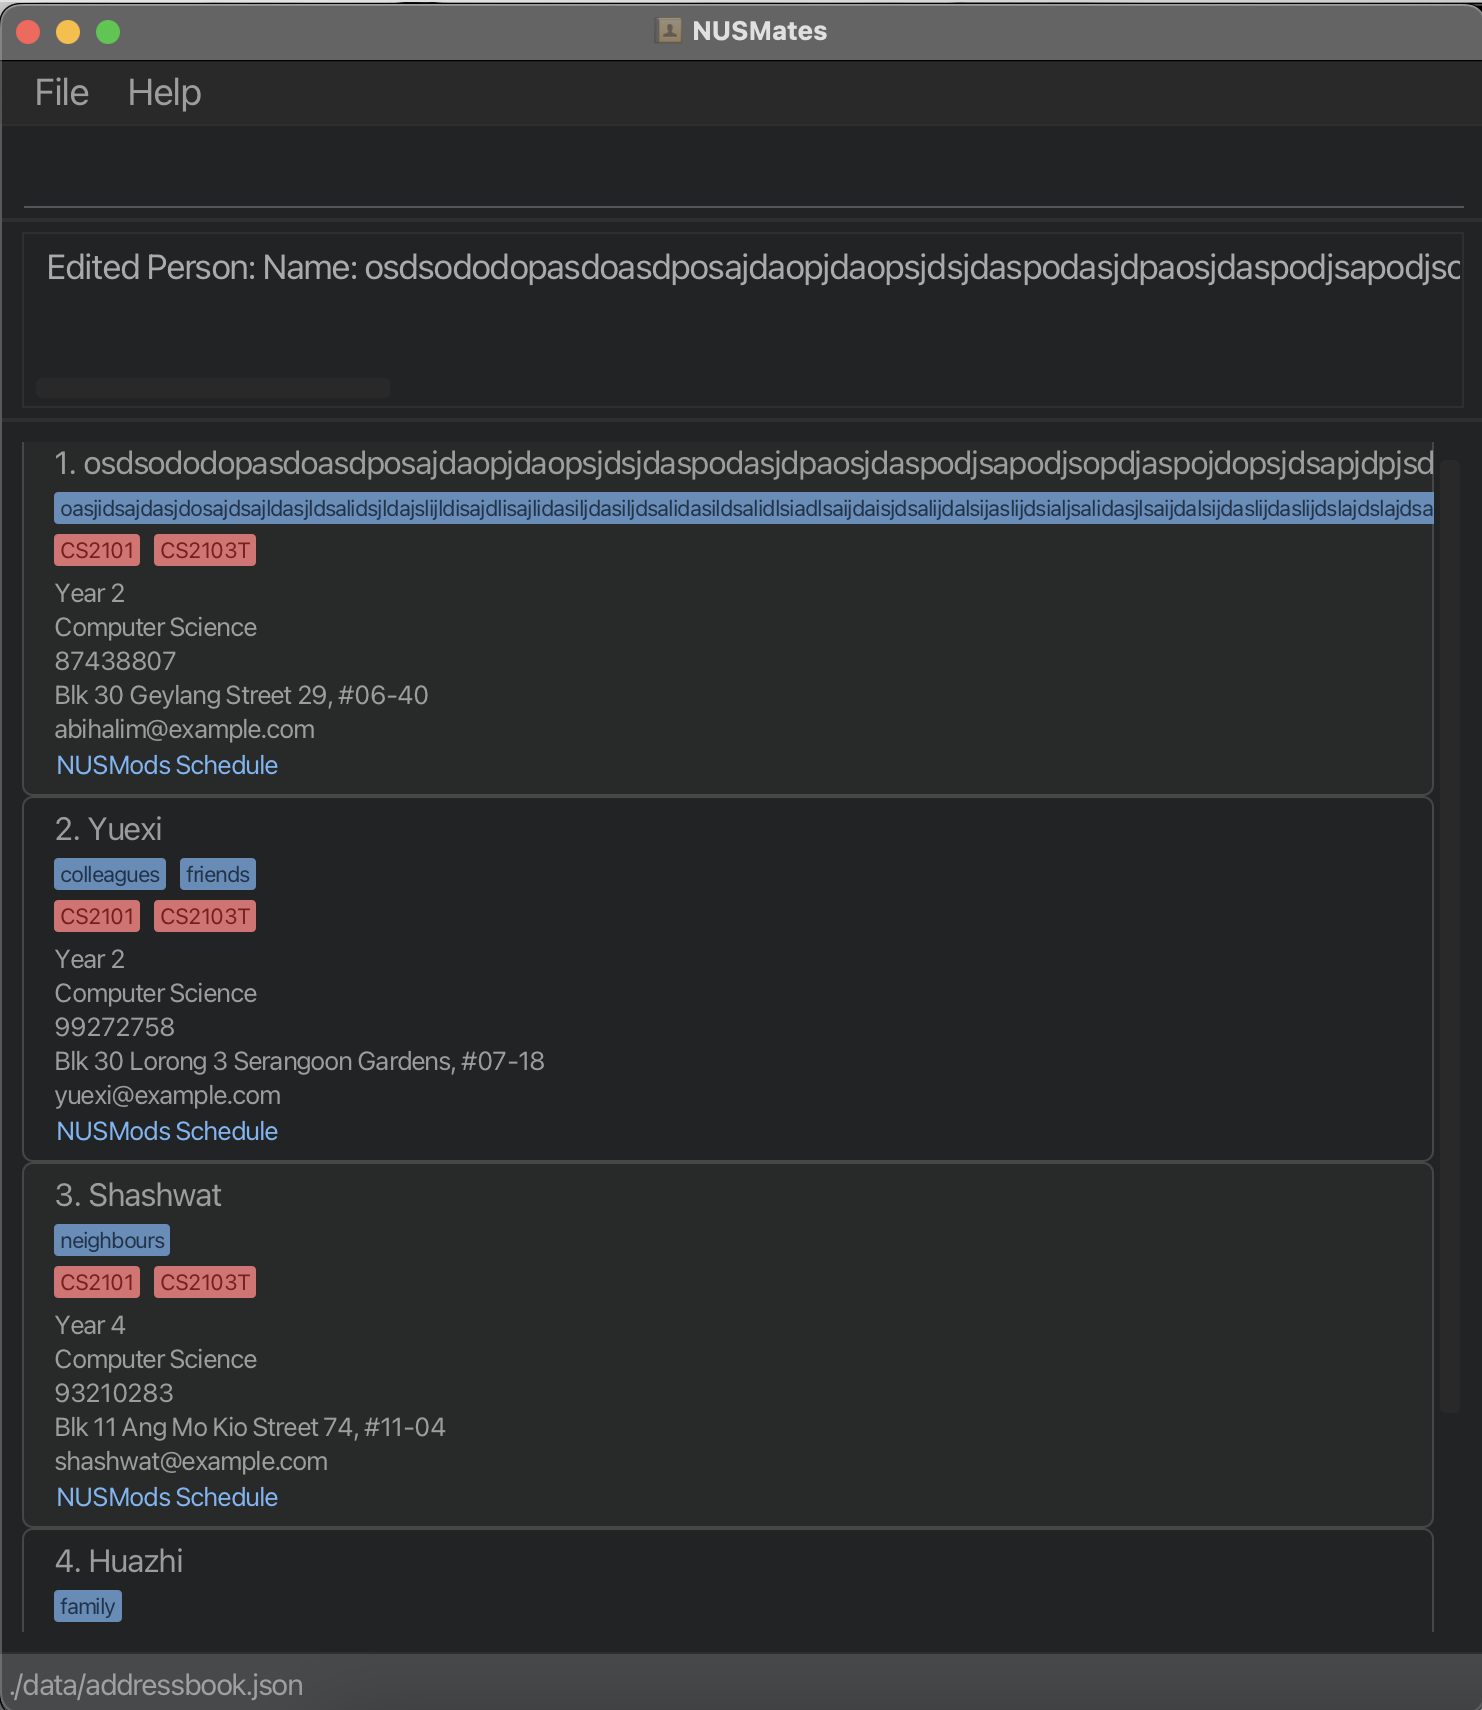 NUSMates
File Help
Edited Person: Name: osdsododopasdoasdposajdaopjdaopsjdsjdaspodasjdpaosjdaspodjsapodjso
1. osdsododopasdoasdposajdaopjdaopsjdsjdaspodasjdpaosjdaspodjsapodjsopdjaspojdopsjdsapjdpjsd
oasjidsajdasjdosajdsajldasjldsalidsjldajslijldisajdlisajlidasiljdasiljdsalidasildsalidlsiadlsaijdaisjdsalijdalsijaslijdsialjsalidasjlsaijdalsijdaslijdaslijdslajdslajdsa
CS2101 CS2103T
Year 2
Computer Science
87438807
Blk 30 Geylang Street 29, #06-40
abihalim@example.com
NUSMods Schedule
2. Yuexi
colleagues friends
CS2101 CS2103T
Year 2
Computer Science
99272758
Blk 30 Lorong 3 Serangoon Gardens, #07-18
yuexi@example.com
NUSMods Schedule
3. Shashwat
neighbours
CS2101 CS2103T
Year 4
Computer Science
93210283
Blk 11 Ang Mo Kio Street 74, #11-04
shashwat@example.com
NUSMods Schedule
4. Huazhi
family
./data/addressbook.json